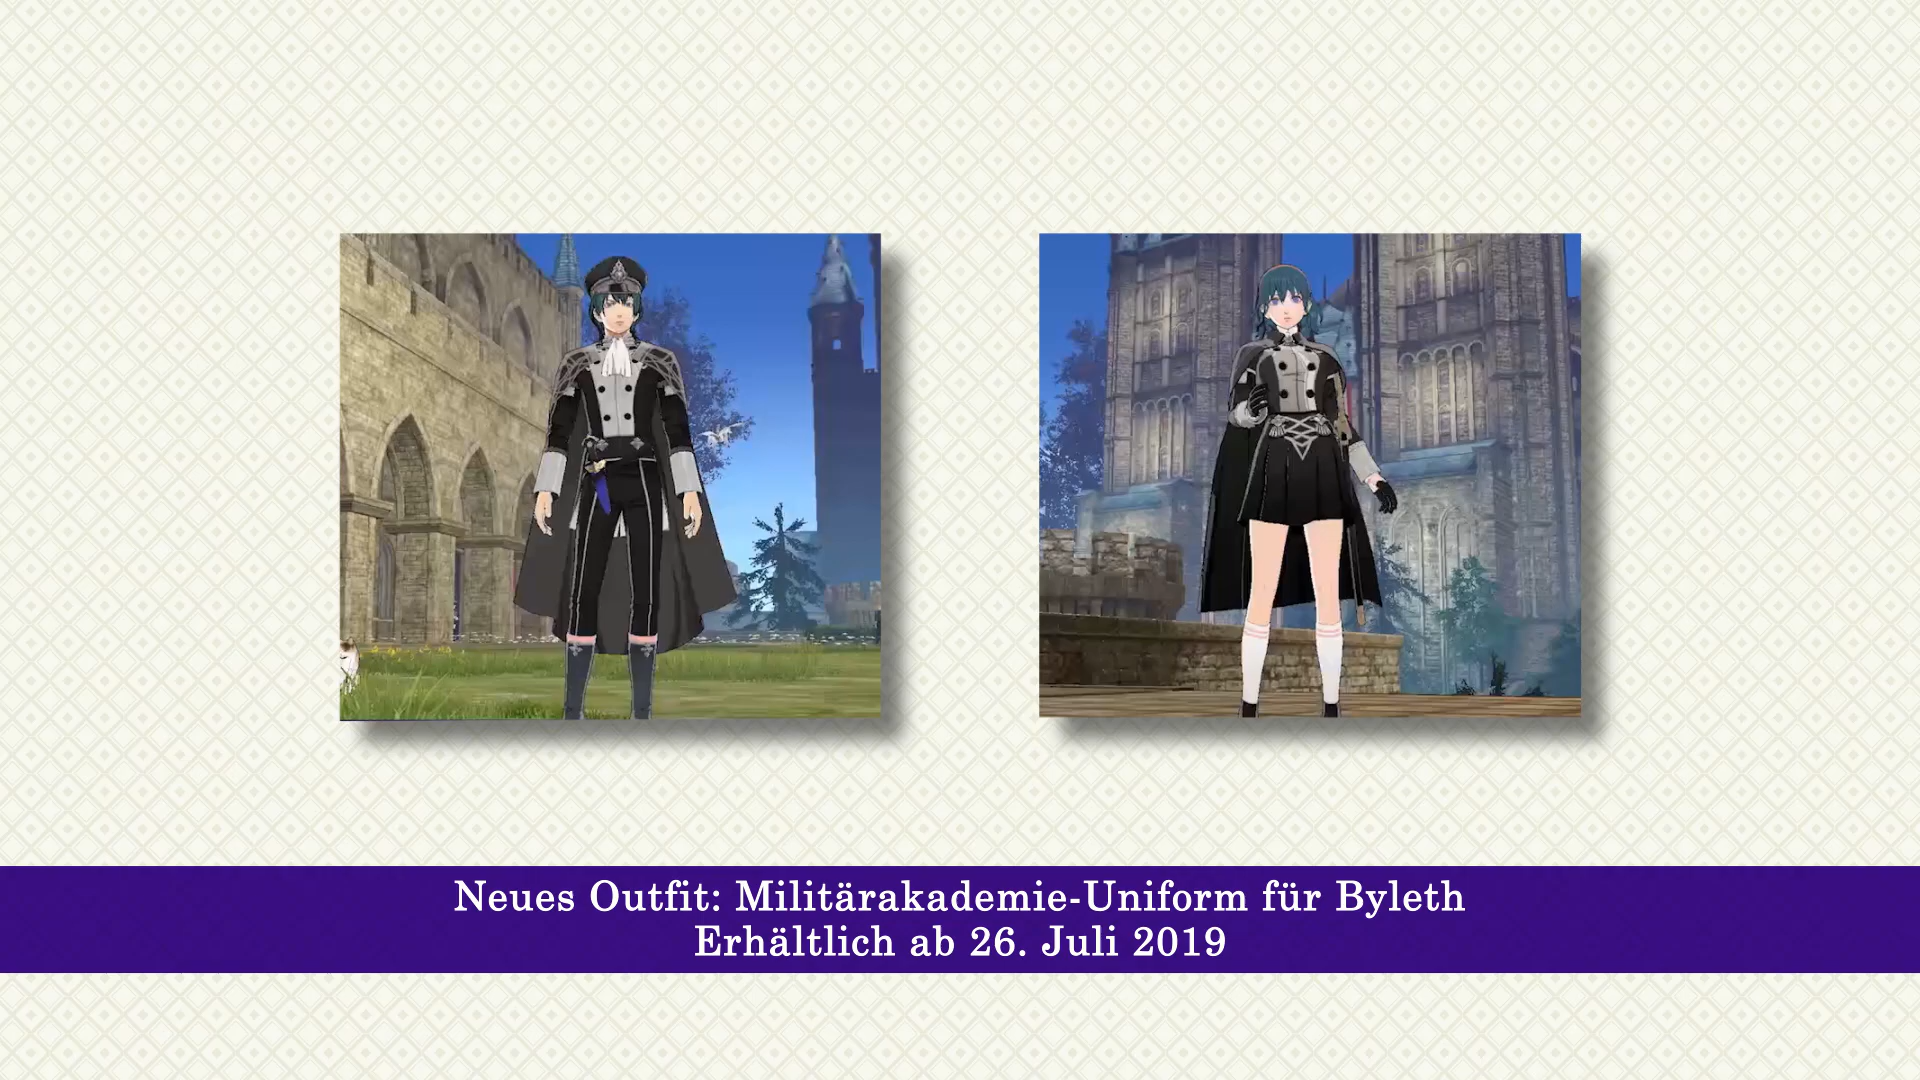 Neues Outfit: Militärakademie-Uniform für Byleth
Erhältlich ab 26. Juli 2019